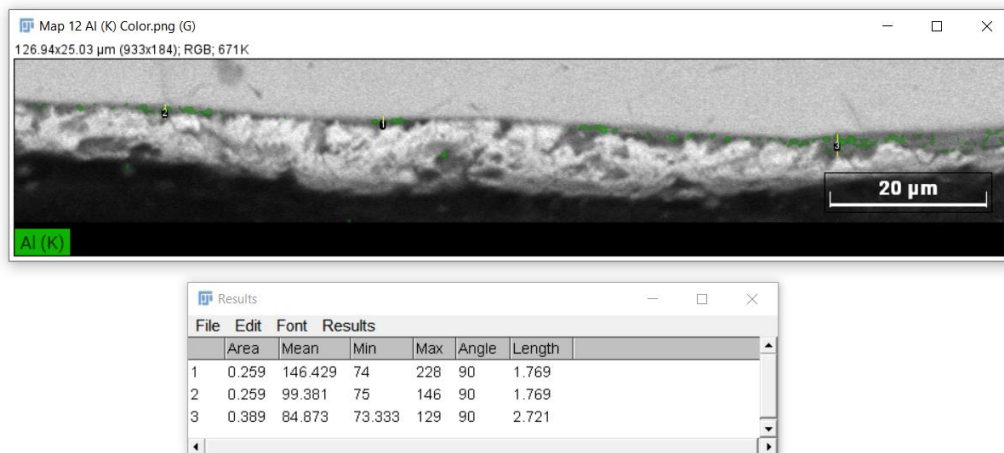 Map 12 Al (K) Color.png (G)
126.94x25.03 µm (933x184); RGB; 671K
2
1
3
20 µm
Al (K)
Results
File Edit Font Results
Area Mean Min Max Angle Length
1 0.259 146.429 74 228 90 1.769
2 0.259 99.381 75 146 90 1.769
3 0.389 84.873 73.333 129 90 2.721